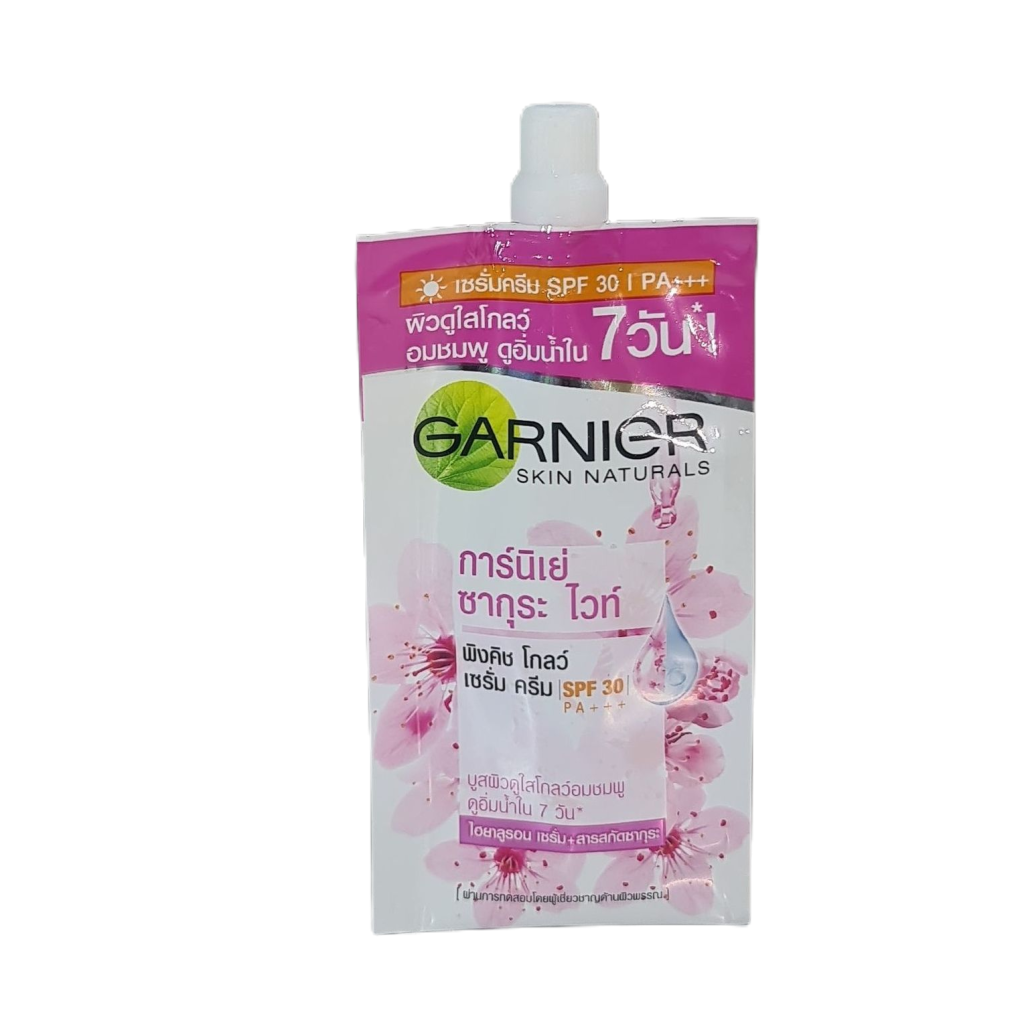 เซรั่มครีม SPF 30 | PA+++
ผิวดูใสโกลว์
อมชมพู ดูอิ่มน้ำใน 7วัน*!
GARNIER
SKIN NATURALS
การ์นิเย่
ซากุระ ไวท์
พิงคิช โกลว์
เซรั่ม ครีม |SPF 30|
PA+++
บูสผิวดูใสโกลว์อมชมพู
ดูอิ่มน้ำใน 7 วัน*
ไฮยาลูรอน เซรั่ม+สารสกัดซากุระ
[ ผ่านการทดสอบโดยผู้เชี่ยวชาญด้านผิวพรรณ ]